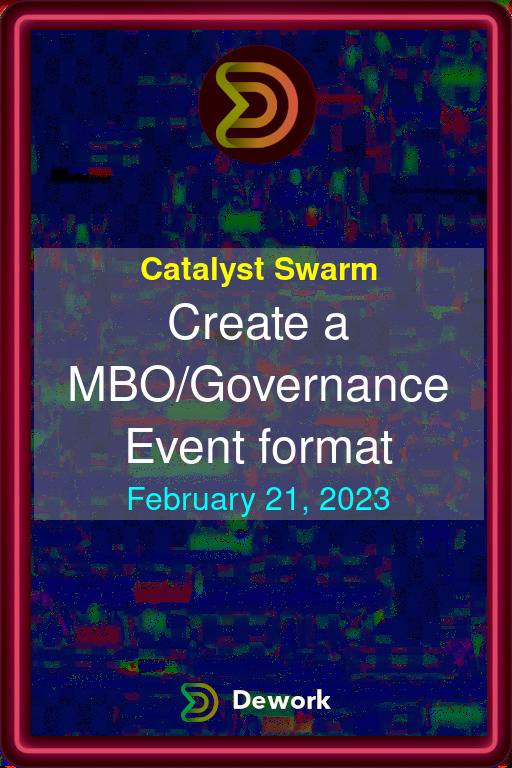 Catalyst Swarm
Create a
MBO/Governance
Event format
February 21, 2023
Dework